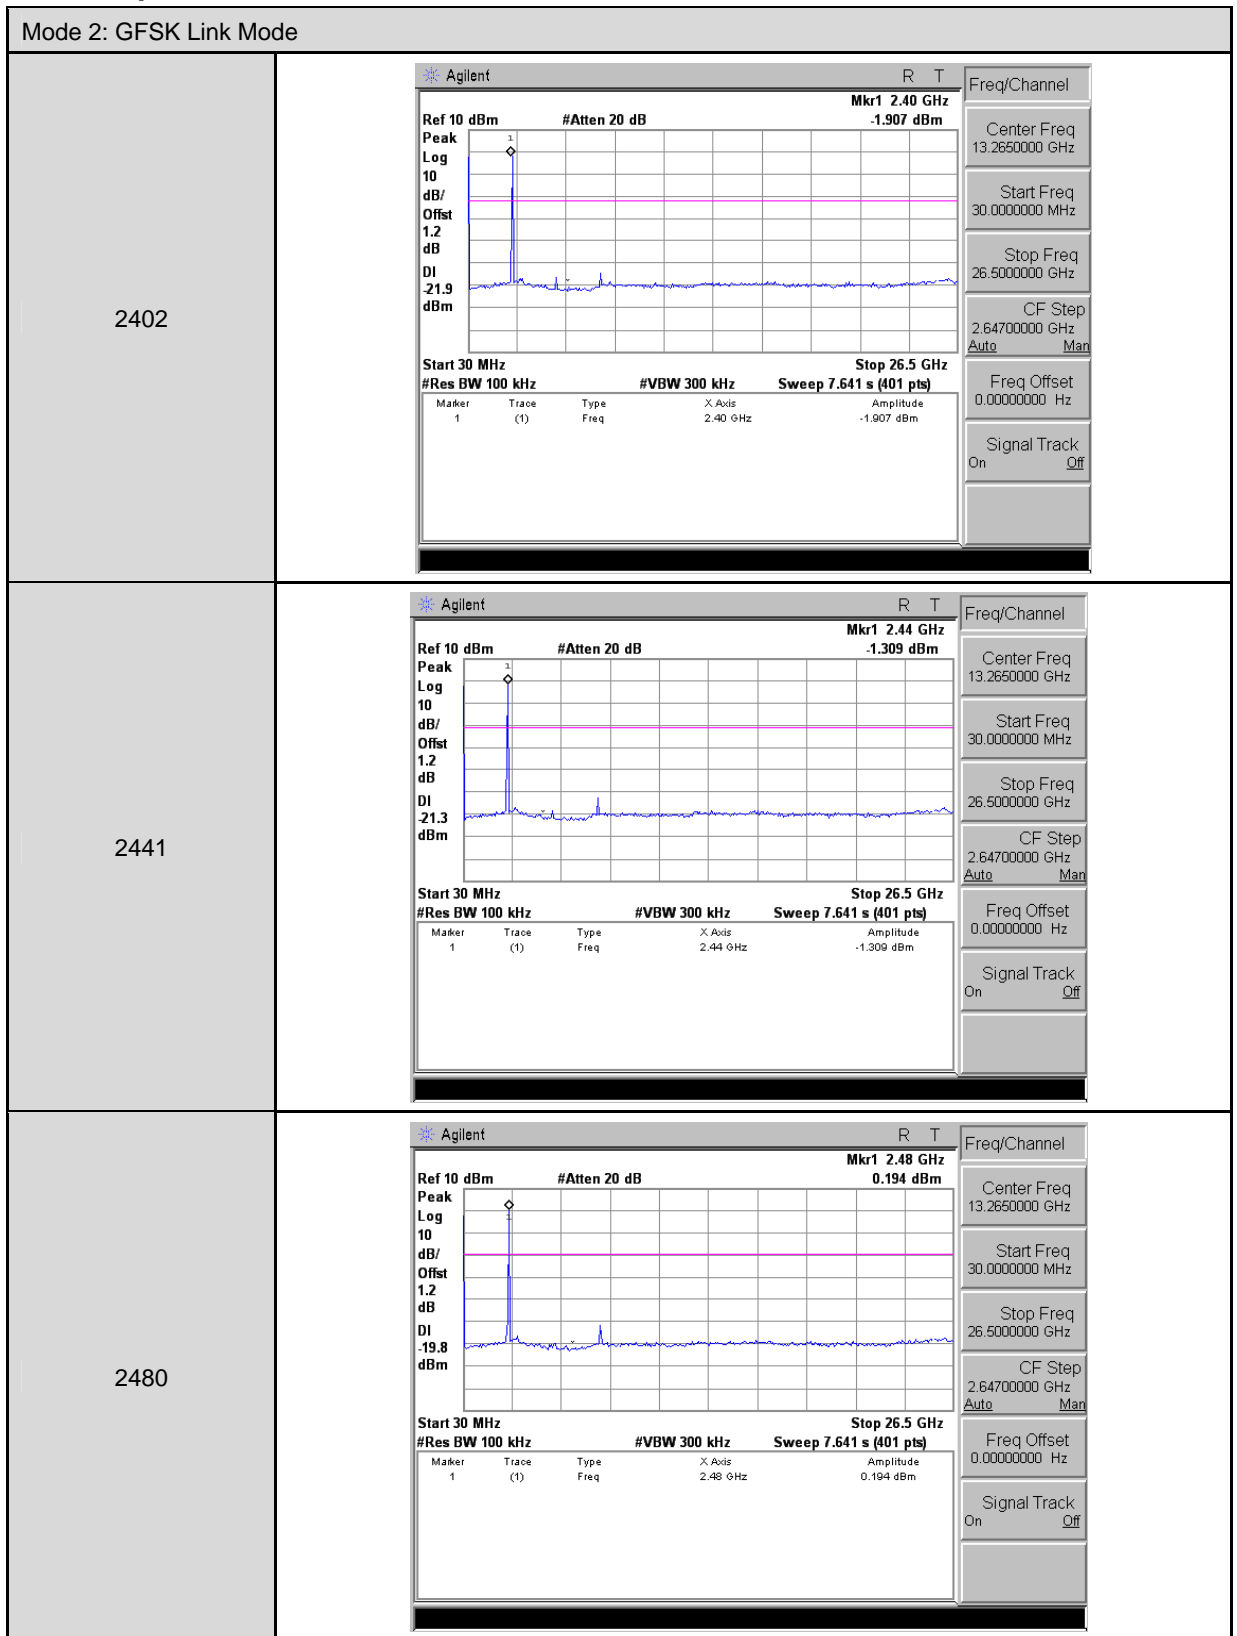 Mode 2: GFSK Link Mode
2402
Agilent R T
Mkr1 2.40 GHz
Ref 10 dBm #Atten 20 dB -1.907 dBm
Peak
Log
10
dB/
Offst
1.2
dB
DI
-21.9
dBm
1
Start 30 MHz Stop 26.5 GHz
#Res BW 100 kHz #VBW 300 kHz Sweep 7.641 s (401 pts)
Marker Trace Type X Axis Amplitude
1 (1) Freq 2.40 GHz -1.907 dBm
Freq/Channel
Center Freq
13.2650000 GHz
Start Freq
30.0000000 MHz
Stop Freq
26.5000000 GHz
CF Step
2.64700000 GHz
Auto Man
Freq Offset
0.00000000 Hz
Signal Track
On Off
2441
Agilent R T
Mkr1 2.44 GHz
Ref 10 dBm #Atten 20 dB -1.309 dBm
Peak
Log
10
dB/
Offst
1.2
dB
DI
-21.3
dBm
1
Start 30 MHz Stop 26.5 GHz
#Res BW 100 kHz #VBW 300 kHz Sweep 7.641 s (401 pts)
Marker Trace Type X Axis Amplitude
1 (1) Freq 2.44 GHz -1.309 dBm
Freq/Channel
Center Freq
13.2650000 GHz
Start Freq
30.0000000 MHz
Stop Freq
26.5000000 GHz
CF Step
2.64700000 GHz
Auto Man
Freq Offset
0.00000000 Hz
Signal Track
On Off
2480
Agilent R T
Mkr1 2.48 GHz
Ref 10 dBm #Atten 20 dB 0.194 dBm
Peak
Log
10
dB/
Offst
1.2
dB
DI
-19.8
dBm
1
Start 30 MHz Stop 26.5 GHz
#Res BW 100 kHz #VBW 300 kHz Sweep 7.641 s (401 pts)
Marker Trace Type X Axis Amplitude
1 (1) Freq 2.48 GHz 0.194 dBm
Freq/Channel
Center Freq
13.2650000 GHz
Start Freq
30.0000000 MHz
Stop Freq
26.5000000 GHz
CF Step
2.64700000 GHz
Auto Man
Freq Offset
0.00000000 Hz
Signal Track
On Off